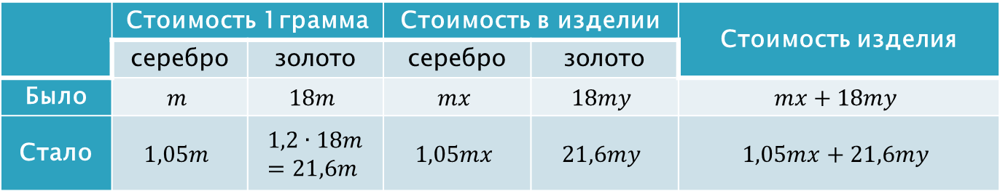 Стоимость 1 грамма Стоимость в изделии Стоимость изделия
серебро золото серебро золото
Было m 18m mx 18my mx + 18my
Стало 1,05m 1,2 · 18m = 21,6m 1,05mx 21,6my 1,05mx + 21,6my